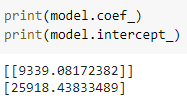 print(model.coef_)
print(model.intercept_)
[[9339.08172382]]
[25918.43833489]